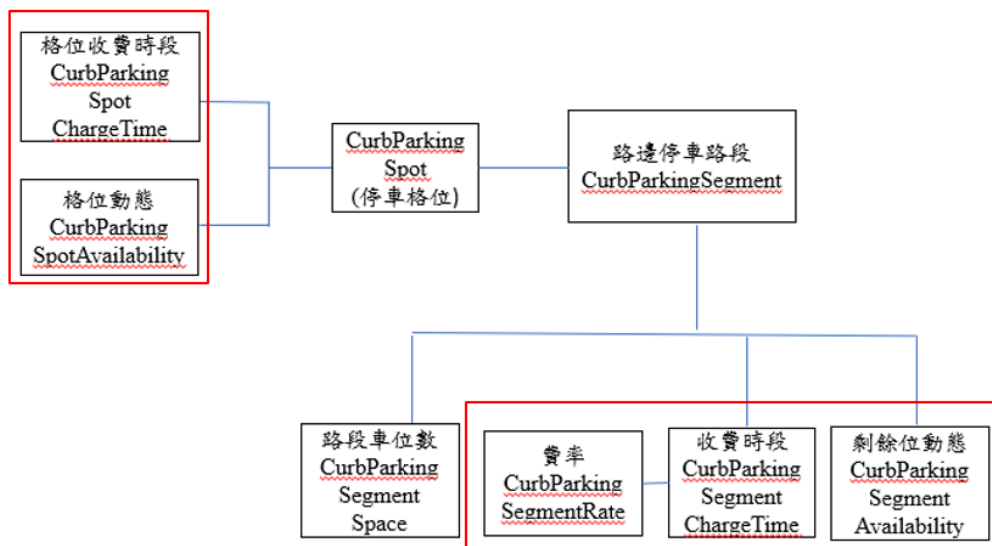 格位收費時段
CurbParking
Spot
ChargeTime
格位動態
CurbParking
SpotAvailability
CurbParking
Spot
(停車格位)
路邊停車路段
CurbParkingSegment
路段車位數
CurbParking
Segment
Space
費率
CurbParking
SegmentRate
收費時段
CurbParking
Segment
ChargeTime
剩餘位動態
CurbParking
Segment
Availability